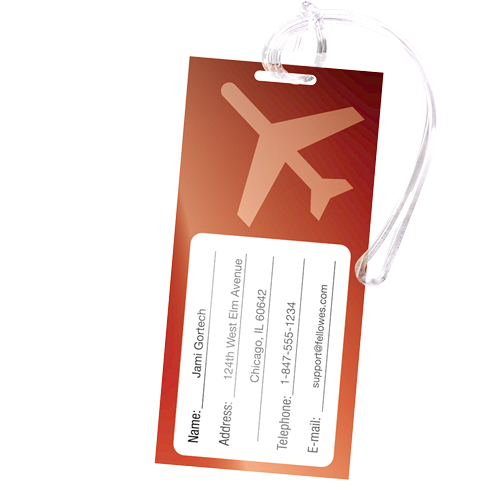 Name: Jami Gortech
Address: 124th West Elm Avenue
Chicago, IL 60642
Telephone: 1-847-555-1234
E-mail: support@fellowes.com